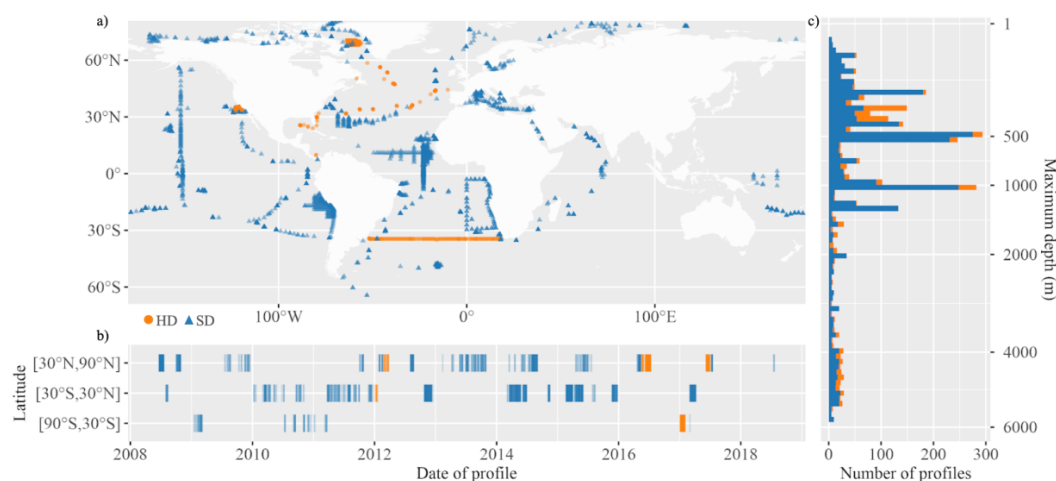 a)
60°N
30°N
0°
30°S
60°S
100°W
0°
100°E
HD
SD
b)
Latitude
[30°N,90°N]
[30°S,30°N]
[90°S,30°S]
2008
2010
2012
2014
2016
2018
Date of profile
c)
1
500
1000
2000
4000
6000
Maximum depth (m)
0
100
200
300
Number of profiles